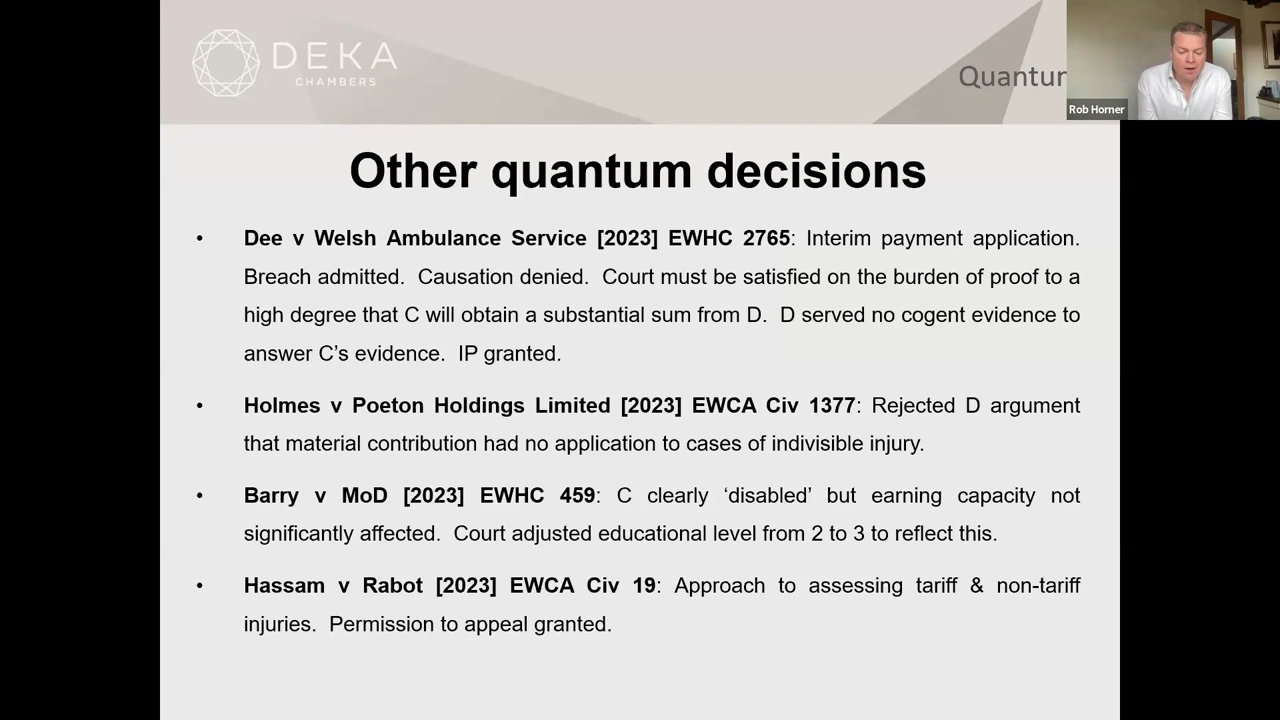 DEKA
CHAMBERS
Quantu
Rob Horner
Other quantum decisions
• Dee v Welsh Ambulance Service [2023] EWHC 2765: Interim payment application.
Breach admitted. Causation denied. Court must be satisfied on the burden of proof to a
high degree that C will obtain a substantial sum from D. D served no cogent evidence to
answer C’s evidence. IP granted.
• Holmes v Poeton Holdings Limited [2023] EWCA Civ 1377: Rejected D argument
that material contribution had no application to cases of indivisible injury.
• Barry v MoD [2023] EWHC 459: C clearly ‘disabled’ but earning capacity not
significantly affected. Court adjusted educational level from 2 to 3 to reflect this.
• Hassam v Rabot [2023] EWCA Civ 19: Approach to assessing tariff & non-tariff
injuries. Permission to appeal granted.